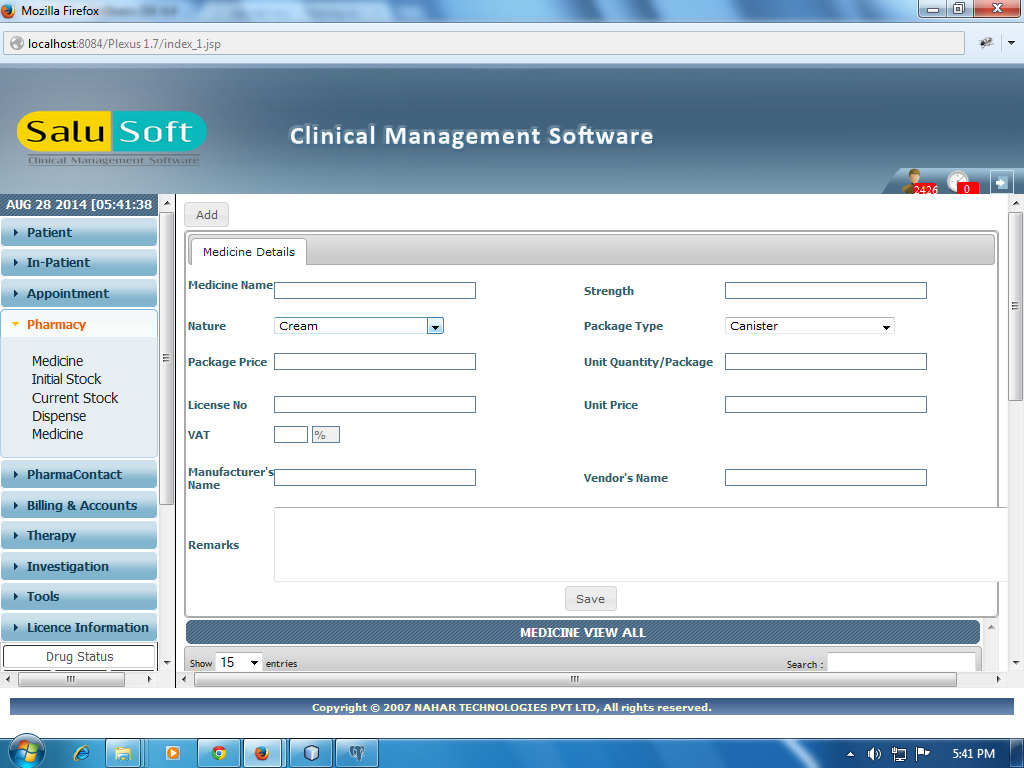 Mozilla Firefox
localhost:8084/Plexus 1.7/index_1.jsp
Salu Soft
Clinical Management Software
Clinical Management Software
2426
0
AUG 28 2014 [05:41:38
Patient
In-Patient
Appointment
Pharmacy
Medicine
Initial Stock
Current Stock
Dispense
Medicine
PharmaContact
Billing & Accounts
Therapy
Investigation
Tools
Licence Information
Drug Status
Add
Medicine Details
Medicine Name
Strength
Nature Cream
Package Type Canister
Package Price
Unit Quantity/Package
License No
Unit Price
VAT %
Manufacturer's
Name
Vendor's Name
Remarks
Save
MEDICINE VIEW ALL
Show 15 entries
Search :
Copyright © 2007 NAHAR TECHNOLOGIES PVT LTD, All rights reserved.
5:41 PM